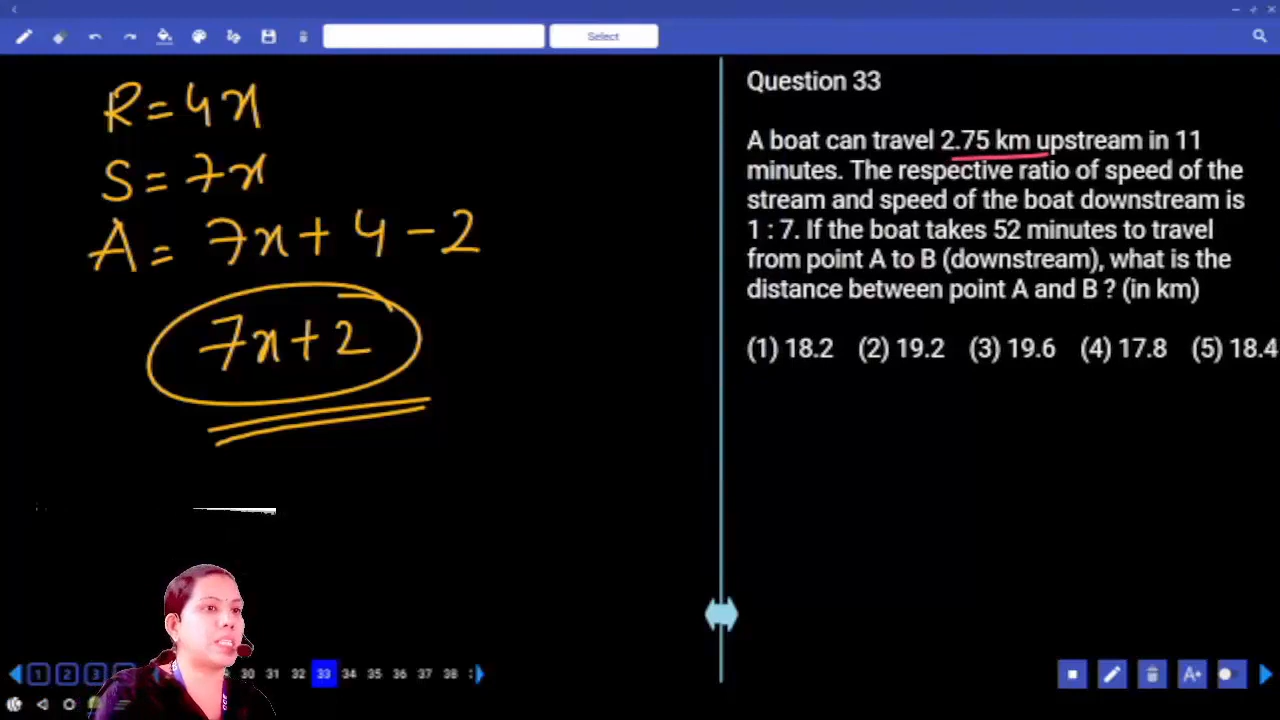 Select
R = 4x
S = 7x
A = 7x + 4 - 2
7x + 2
Question 33
A boat can travel 2.75 km upstream in 11
minutes. The respective ratio of speed of the
stream and speed of the boat downstream is
1 : 7. If the boat takes 52 minutes to travel
from point A to B (downstream), what is the
distance between point A and B ? (in km)
(1) 18.2 (2) 19.2 (3) 19.6 (4) 17.8 (5) 18.4
1 2 3 30 31 32 33 34 35 36 37 38
A+